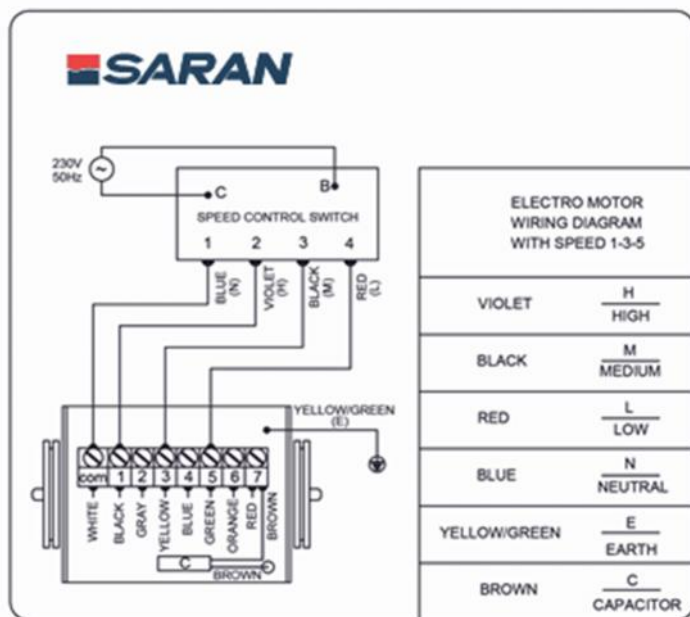 SARAN
230V
50Hz
~
C
B
SPEED CONTROL SWITCH
1 2 3 4
BLUE
(N)
VIOLET
(H)
BLACK
(M)
RED
(L)
YELLOW/GREEN
(E)
com 1 2 3 4 5 6 7
WHITE
BLACK
GRAY
YELLOW
BLUE
GREEN
ORANGE
RED
BROWN
C
BROWN
ELECTRO MOTOR
WIRING DIAGRAM
WITH SPEED 1-3-5
VIOLET H
HIGH
BLACK M
MEDIUM
RED L
LOW
BLUE N
NEUTRAL
YELLOW/GREEN E
EARTH
BROWN C
CAPACITOR